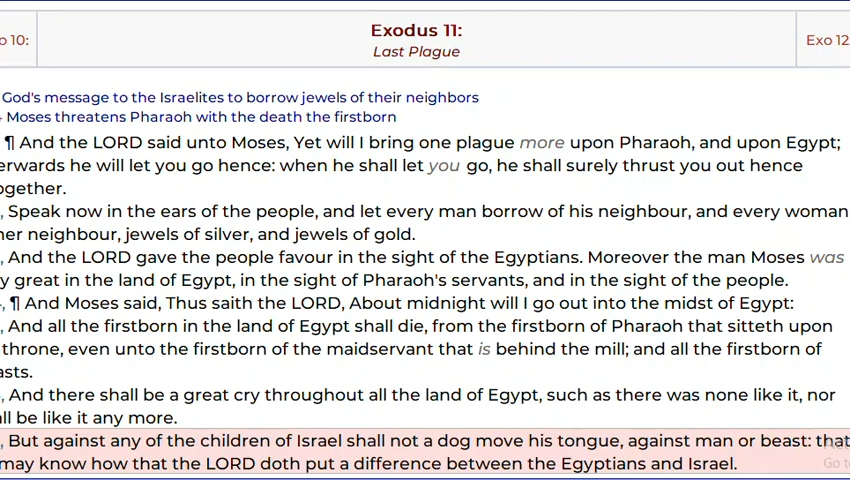 o 10:
Exodus 11:
Last Plague
Exo 12
God's message to the Israelites to borrow jewels of their neighbors
Moses threatens Pharaoh with the death the firstborn
¶ And the LORD said unto Moses, Yet will I bring one plague more upon Pharaoh, and upon Egypt;
erwards he will let you go hence: when he shall let you go, he shall surely thrust you out hence
ogether.
, Speak now in the ears of the people, and let every man borrow of his neighbour, and every woman
her neighbour, jewels of silver, and jewels of gold.
, And the LORD gave the people favour in the sight of the Egyptians. Moreover the man Moses was
y great in the land of Egypt, in the sight of Pharaoh's servants, and in the sight of the people.
, ¶ And Moses said, Thus saith the LORD, About midnight will I go out into the midst of Egypt:
, And all the firstborn in the land of Egypt shall die, from the firstborn of Pharaoh that sitteth upon
throne, even unto the firstborn of the maidservant that is behind the mill; and all the firstborn of
asts.
, And there shall be a great cry throughout all the land of Egypt, such as there was none like it, nor
all be like it any more.
, But against any of the children of Israel shall not a dog move his tongue, against man or beast: that
may know how that the LORD doth put a difference between the Egyptians and Israel.
Go to